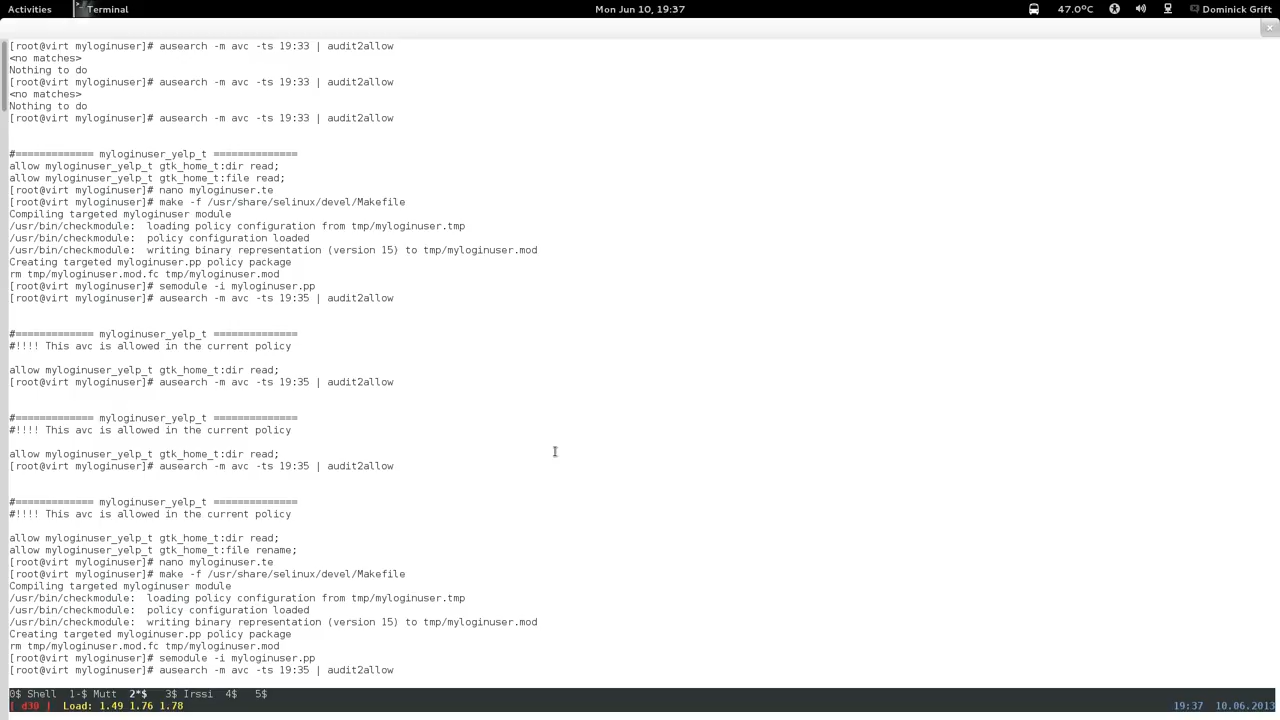 Activities Terminal Mon Jun 10, 19:37 47.0°C Dominick Grift
[root@virt myloginuser]# ausearch -m avc -ts 19:33 | audit2allow
<no matches>
Nothing to do
[root@virt myloginuser]# ausearch -m avc -ts 19:33 | audit2allow
<no matches>
Nothing to do
[root@virt myloginuser]# ausearch -m avc -ts 19:33 | audit2allow
#============= myloginuser_yelp_t ==============
allow myloginuser_yelp_t gtk_home_t:dir read;
allow myloginuser_yelp_t gtk_home_t:file read;
[root@virt myloginuser]# nano myloginuser.te
[root@virt myloginuser]# make -f /usr/share/selinux/devel/Makefile
Compiling targeted myloginuser module
/usr/bin/checkmodule:  loading policy configuration from tmp/myloginuser.tmp
/usr/bin/checkmodule:  policy configuration loaded
/usr/bin/checkmodule:  writing binary representation (version 15) to tmp/myloginuser.mod
Creating targeted myloginuser.pp policy package
rm tmp/myloginuser.mod.fc tmp/myloginuser.mod
[root@virt myloginuser]# semodule -i myloginuser.pp
[root@virt myloginuser]# ausearch -m avc -ts 19:35 | audit2allow
#============= myloginuser_yelp_t ==============
#!!!! This avc is allowed in the current policy
allow myloginuser_yelp_t gtk_home_t:dir read;
[root@virt myloginuser]# ausearch -m avc -ts 19:35 | audit2allow
#============= myloginuser_yelp_t ==============
#!!!! This avc is allowed in the current policy
allow myloginuser_yelp_t gtk_home_t:dir read;
[root@virt myloginuser]# ausearch -m avc -ts 19:35 | audit2allow
#============= myloginuser_yelp_t ==============
#!!!! This avc is allowed in the current policy
allow myloginuser_yelp_t gtk_home_t:dir read;
allow myloginuser_yelp_t gtk_home_t:file rename;
[root@virt myloginuser]# nano myloginuser.te
[root@virt myloginuser]# make -f /usr/share/selinux/devel/Makefile
Compiling targeted myloginuser module
/usr/bin/checkmodule:  loading policy configuration from tmp/myloginuser.tmp
/usr/bin/checkmodule:  policy configuration loaded
/usr/bin/checkmodule:  writing binary representation (version 15) to tmp/myloginuser.mod
Creating targeted myloginuser.pp policy package
rm tmp/myloginuser.mod.fc tmp/myloginuser.mod
[root@virt myloginuser]# semodule -i myloginuser.pp
[root@virt myloginuser]# ausearch -m avc -ts 19:35 | audit2allow
0$ Shell  1-$ Mutt  2*$  3$ Irssi  4$  5$
[ d30 ] Load: 1.49 1.76 1.78 19:37 10.06.2013